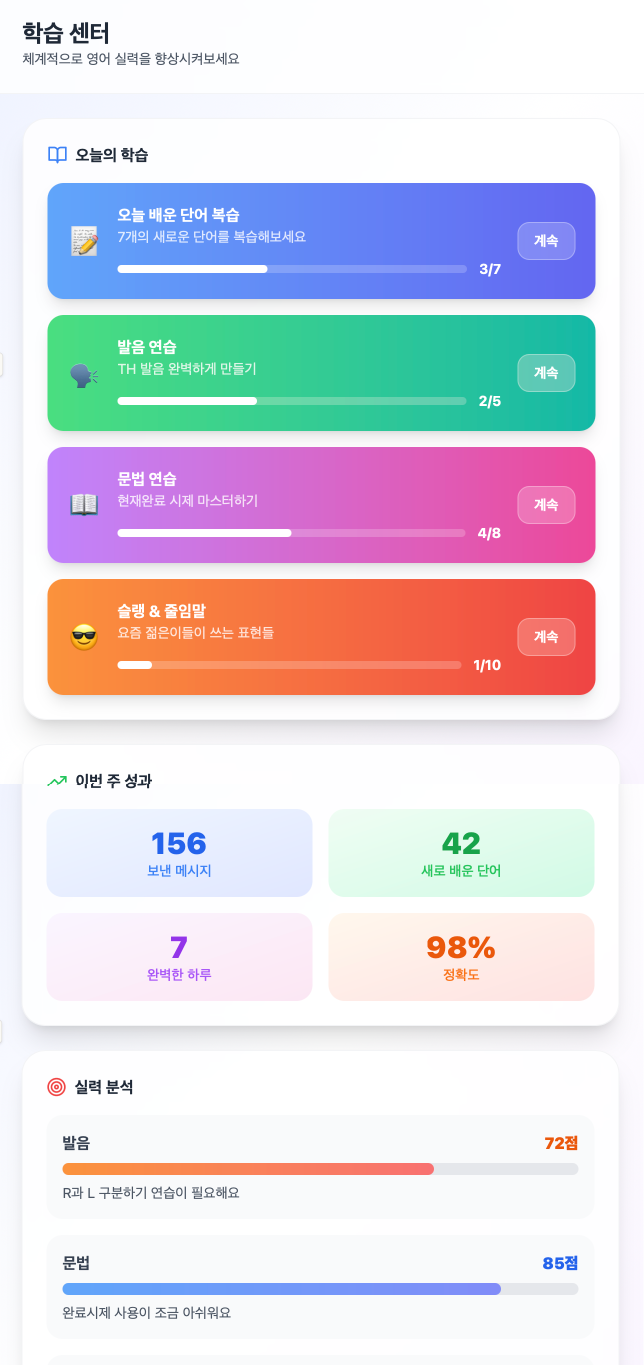 학습 센터
체계적으로 영어 실력을 향상시켜보세요
오늘의 학습
오늘 배운 단어 복습
7개의 새로운 단어를 복습해보세요
3/7
계속
발음 연습
TH 발음 완벽하게 만들기
2/5
계속
문법 연습
현재완료 시제 마스터하기
4/8
계속
슬랭 & 줄임말
요즘 젊은이들이 쓰는 표현들
1/10
계속
이번 주 성과
156
보낸 메시지
42
새로 배운 단어
7
완벽한 하루
98%
정확도
실력 분석
발음
72점
R과 L 구분하기 연습이 필요해요
문법
85점
완료시제 사용이 조금 아쉬워요